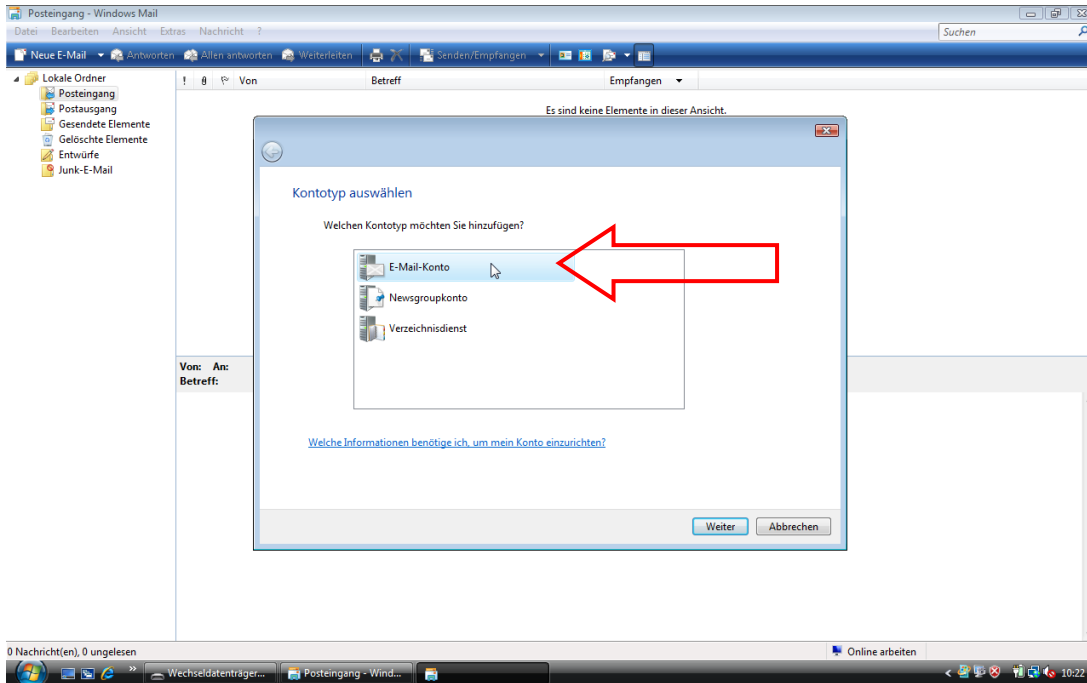 Posteingang - Windows Mail
Datei Bearbeiten Ansicht Extras Nachricht ?
Suchen
Neue E-Mail Antworten Allen antworten Weiterleiten Senden/Empfangen
Lokale Ordner
Posteingang
Postausgang
Gesendete Elemente
Gelöschte Elemente
Entwürfe
Junk-E-Mail
! Von Betreff Empfangen
Es sind keine Elemente in dieser Ansicht.
Kontotyp auswählen
Welchen Kontotyp möchten Sie hinzufügen?
E-Mail-Konto
Newsgroupkonto
Verzeichnisdienst
Welche Informationen benötige ich, um mein Konto einzurichten?
Weiter Abbrechen
Von: An:
Betreff:
0 Nachricht(en), 0 ungelesen
Online arbeiten
Wechseldatenträger... Posteingang - Wind... 10:22